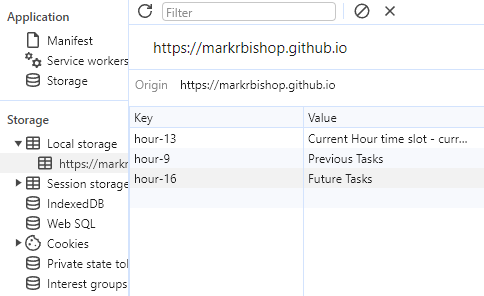 Application
Manifest
Service workers
Storage
Storage
Local storage
https://markr
Session storage
IndexedDB
Web SQL
Cookies
Private state tol
Interest groups
Filter
https://markrbishop.github.io
Origin https://markrbishop.github.io
Key Value
hour-13 Current Hour time slot - curr...
hour-9 Previous Tasks
hour-16 Future Tasks